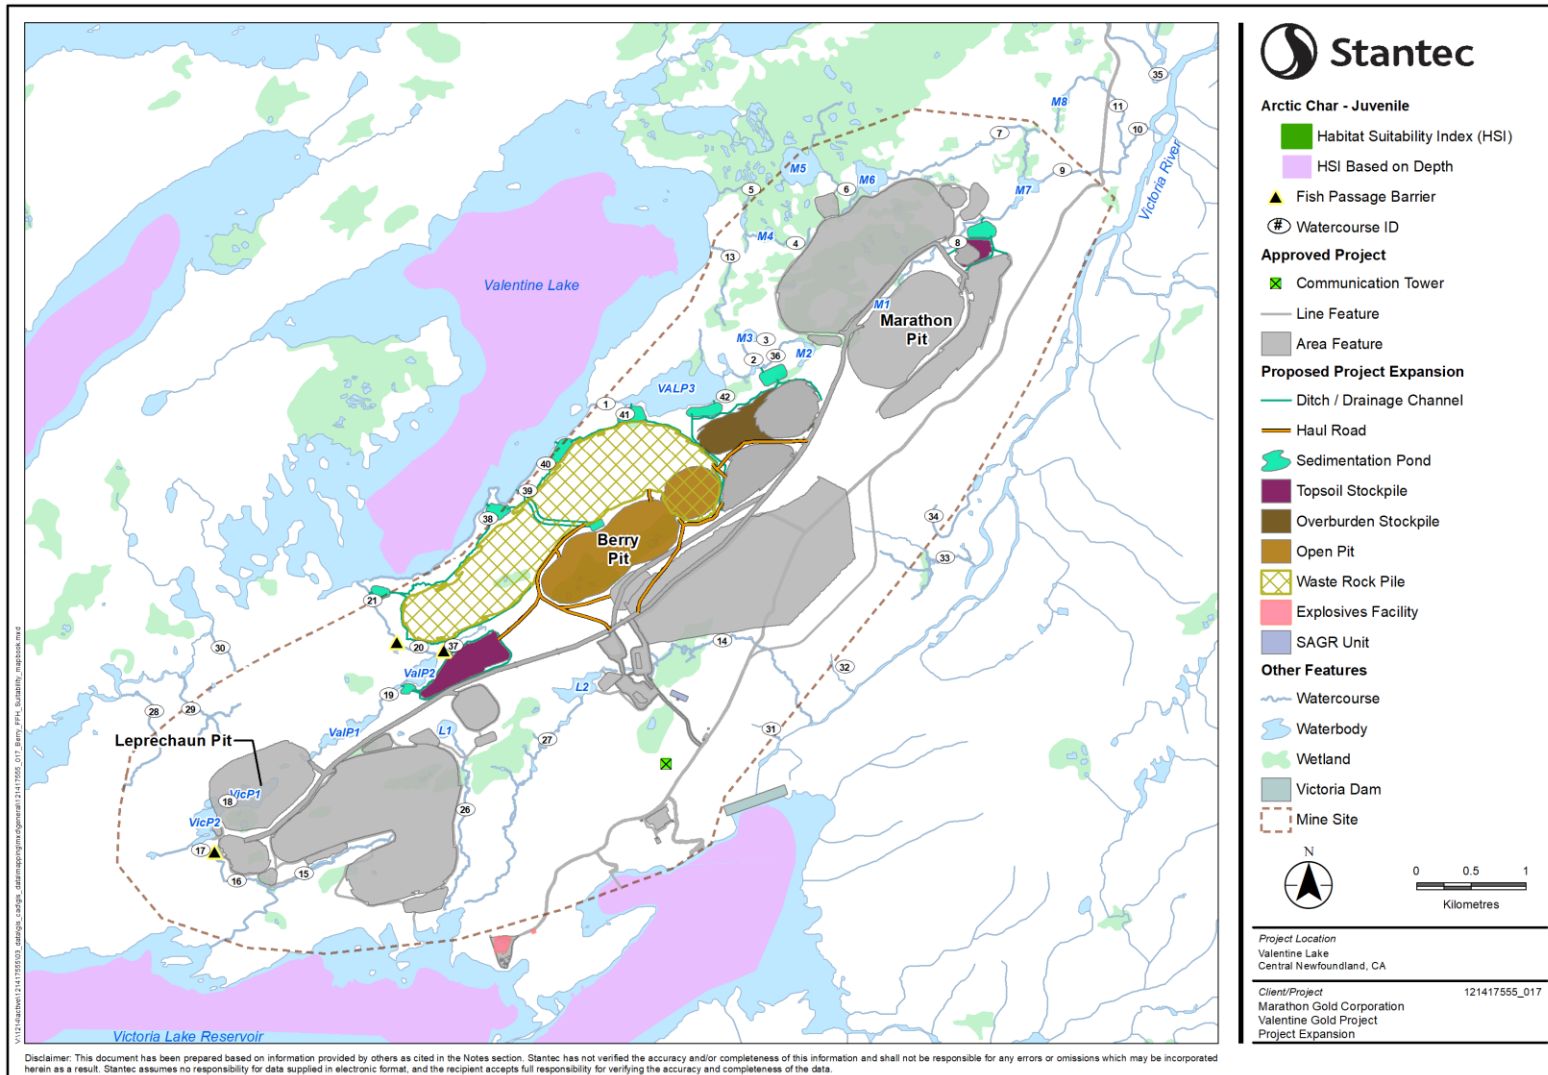 Stantec
Arctic Char - Juvenile
Habitat Suitability Index (HSI)
HSI Based on Depth
Fish Passage Barrier
# Watercourse ID
Approved Project
Communication Tower
Line Feature
Area Feature
Proposed Project Expansion
Ditch / Drainage Channel
Haul Road
Sedimentation Pond
Topsoil Stockpile
Overburden Stockpile
Open Pit
Waste Rock Pile
Explosives Facility
SAGR Unit
Other Features
Watercourse
Waterbody
Wetland
Victoria Dam
Mine Site
N
0 0.5 1
Kilometres
Project Location
Valentine Lake
Central Newfoundland, CA
Client/Project 121417555_017
Marathon Gold Corporation
Valentine Gold Project
Project Expansion
35
M8
11
10
7
Victoria River
M5
M6
9
5
6
M7
M4
4
8
13
Valentine Lake
M1
Marathon
Pit
M3
3
2
36
M2
VALP3
42
1
41
40
39
38
34
33
Berry
Pit
21
20
37
14
30
ValP2
32
19
L2
28
29
31
ValP1
L1
27
Leprechaun Pit
VicP1
18
26
VicP2
17
15
16
Victoria Lake Reservoir
Disclaimer: This document has been prepared based on information provided by others as cited in the Notes section. Stantec has not verified the accuracy and/or completeness of this information and shall not be responsible for any errors or omissions which may be incorporated
herein as a result. Stantec assumes no responsibility for data supplied in electronic format, and the recipient accepts full responsibility for verifying the accuracy and completeness of the data.